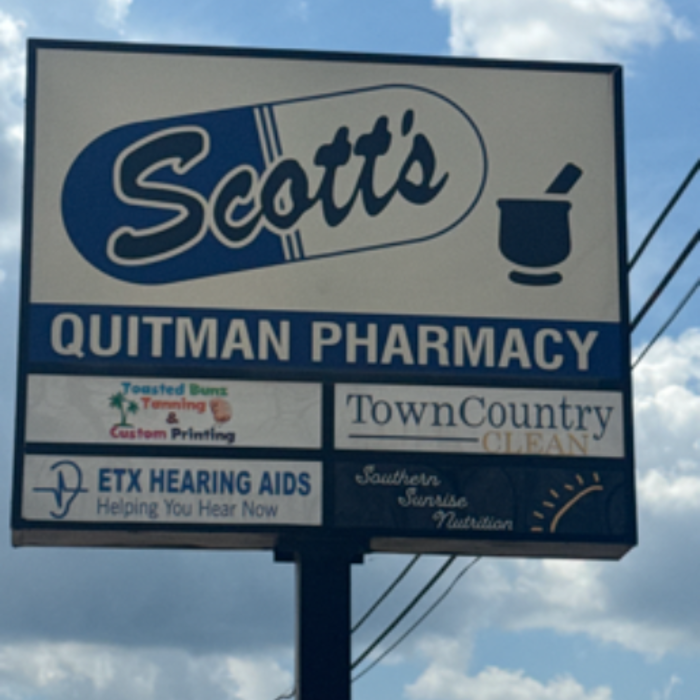 Scott's
QUITMAN PHARMACY
Toasted Bunz
Tanning
&
Custom Printing
TownCountry
CLEAN
ETX HEARING AIDS
Helping You Hear Now
Southern
Sunrise
Nutrition